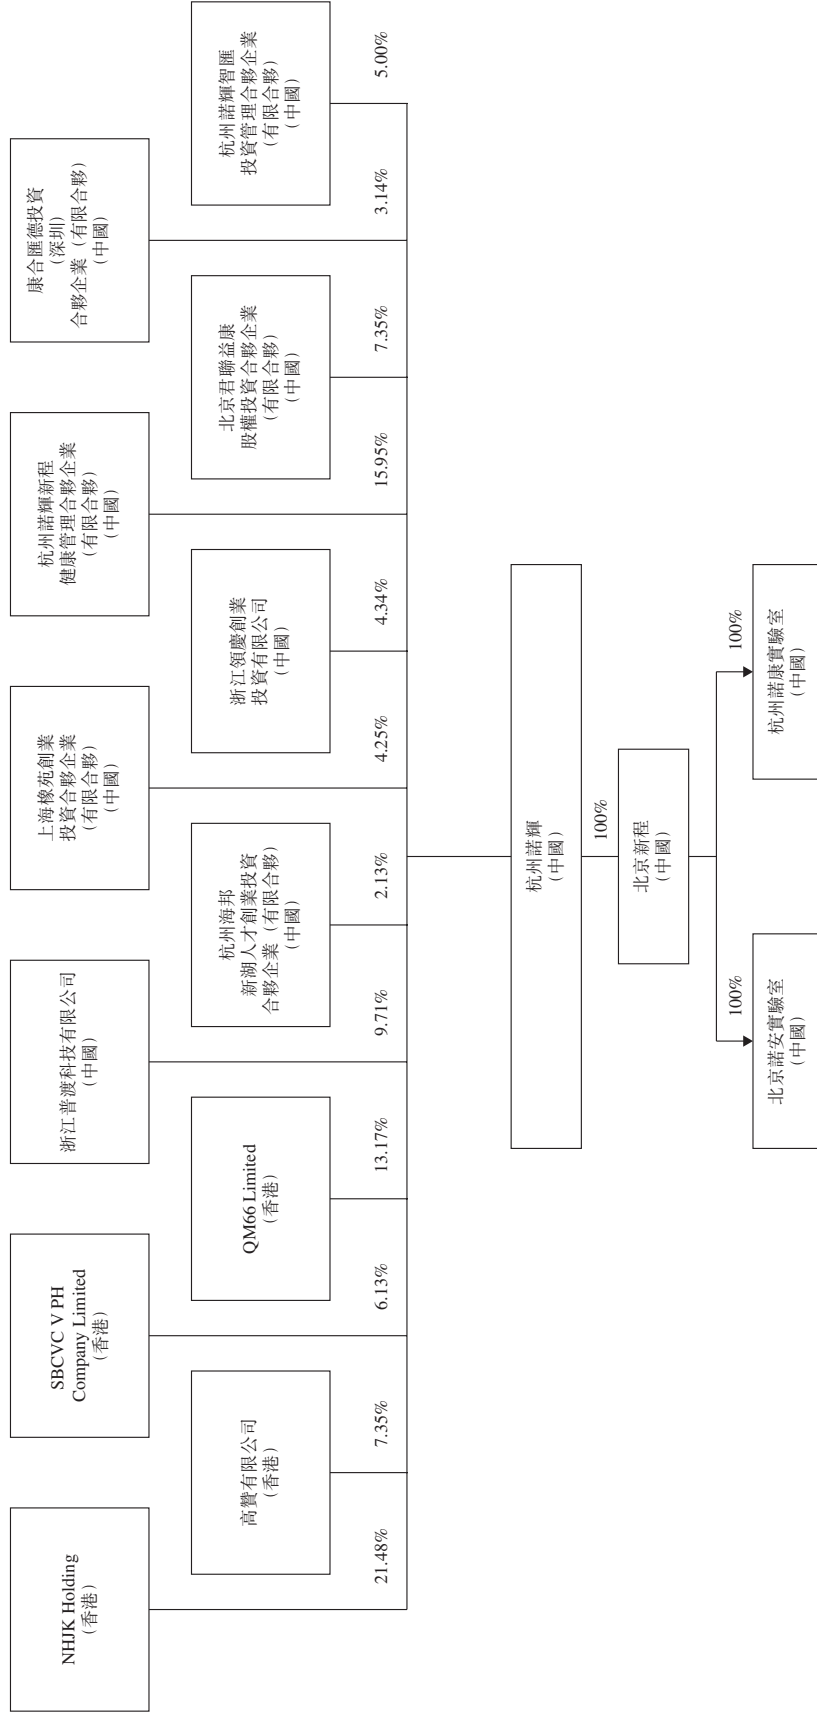 NHJK Holding
（香港）
SBCVC V PH
Company Limited
（香港）
浙江普渡科技有限公司
（中國）
上海橡苑創業
投資合夥企業
（有限合夥）
（中國）
杭州諾輝新程
健康管理合夥企業
（有限合夥）
（中國）
康合匯德投資
（深圳）
合夥企業（有限合夥）
（中國）
高贊有限公司
（香港）
QM66 Limited
（香港）
杭州海邦
新湖人才創業投資
合夥企業（有限合夥）
（中國）
浙江領慶創業
投資有限公司
（中國）
北京君聯益康
股權投資合夥企業
（有限合夥）
（中國）
杭州諾輝智匯
投資管理合夥企業
（有限合夥）
（中國）
21.48%
7.35%
6.13%
13.17%
9.71%
2.13%
4.25%
4.34%
15.95%
7.35%
3.14%
5.00%
杭州諾輝
（中國）
100%
北京新程
（中國）
100%
100%
北京諾安實驗室
（中國）
杭州諾康實驗室
（中國）